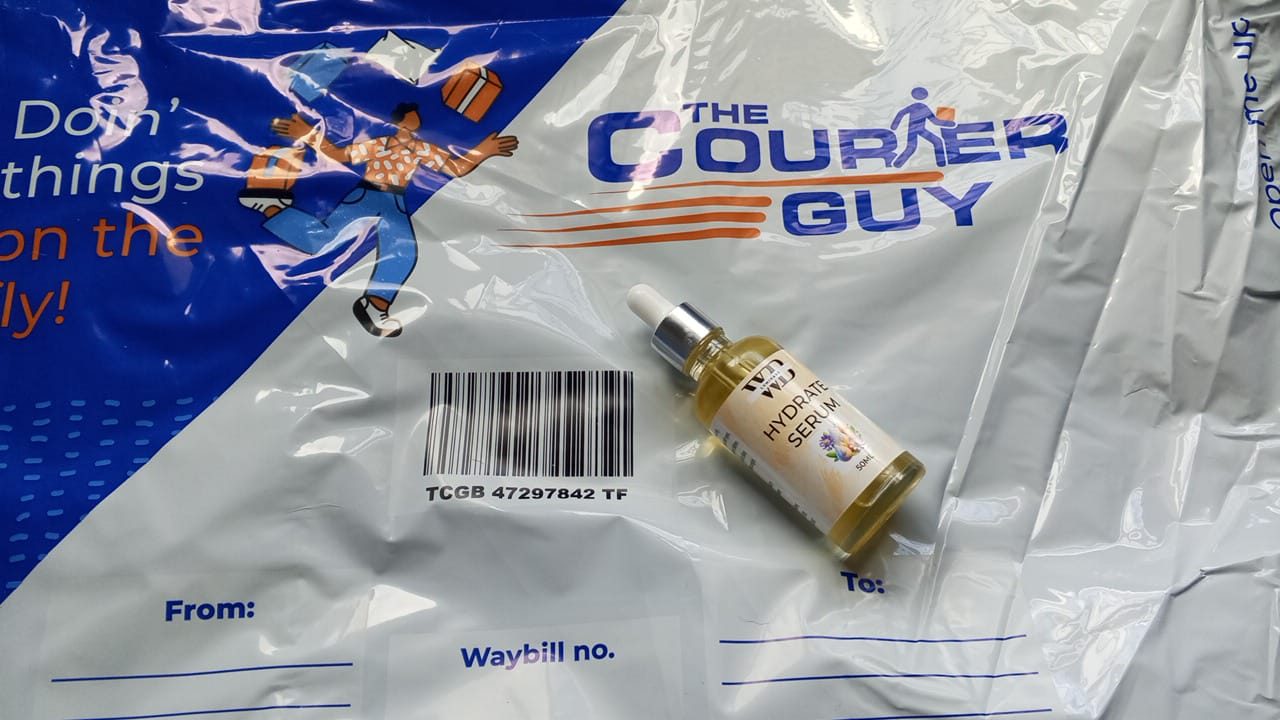 Doin'
things
on the
fly!
THE
COURIER
GUY
TCGB 47297842 TF
HYDRATE
SERUM
50ML
From:
Waybill no.
To: